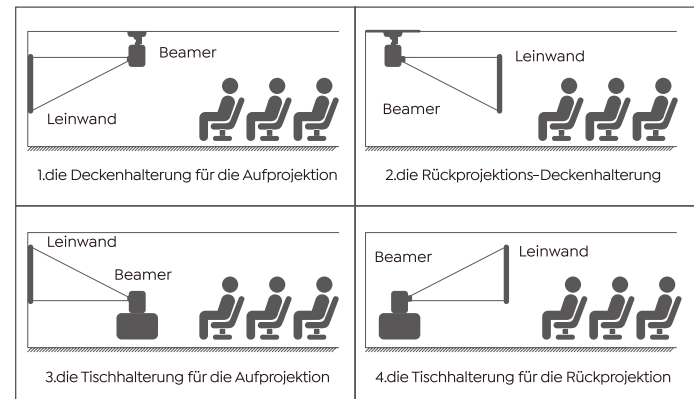 Beamer
Leinwand
1.die Deckenhalterung für die Aufprojektion
Leinwand
Beamer
2.die Rückprojektions-Deckenhalterung
Leinwand
Beamer
3.die Tischhalterung für die Aufprojektion
Beamer
Leinwand
4.die Tischhalterung für die Rückprojektion